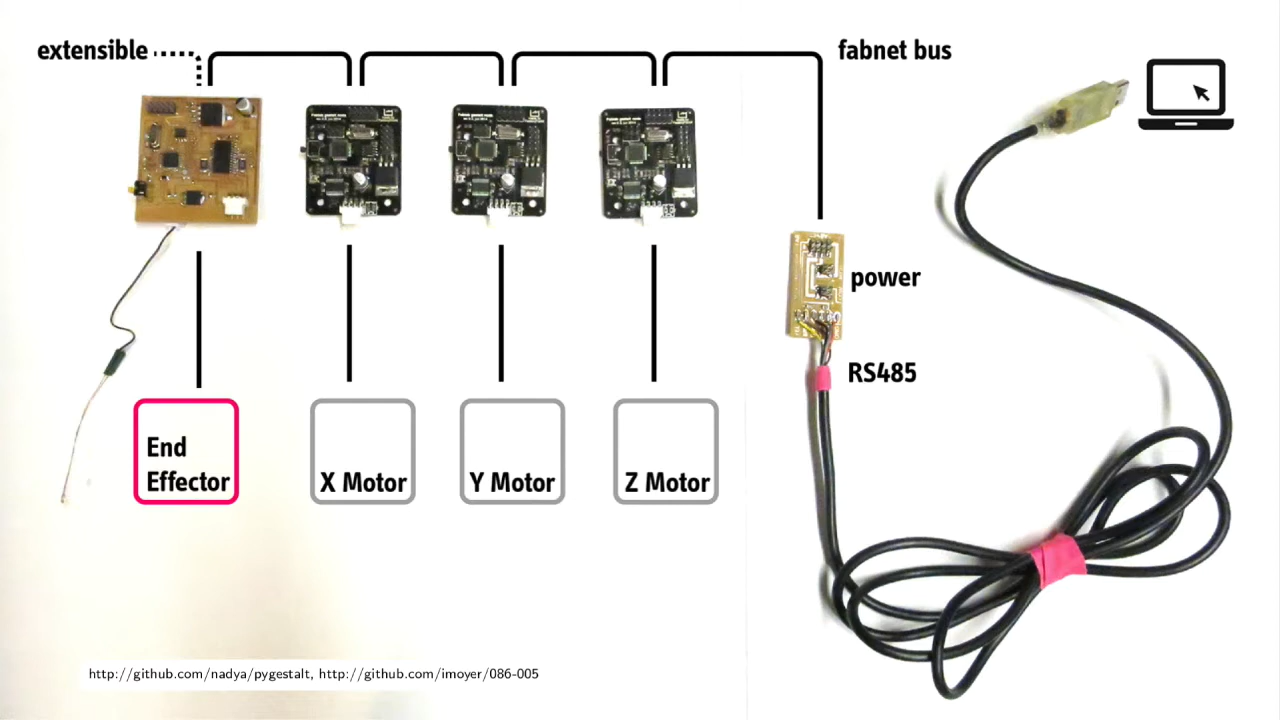 extensible
fabnet bus
power
RS485
End
Effector
X Motor
Y Motor
Z Motor
http://github.com/nadya/pygestalt, http://github.com/imoyer/086-005